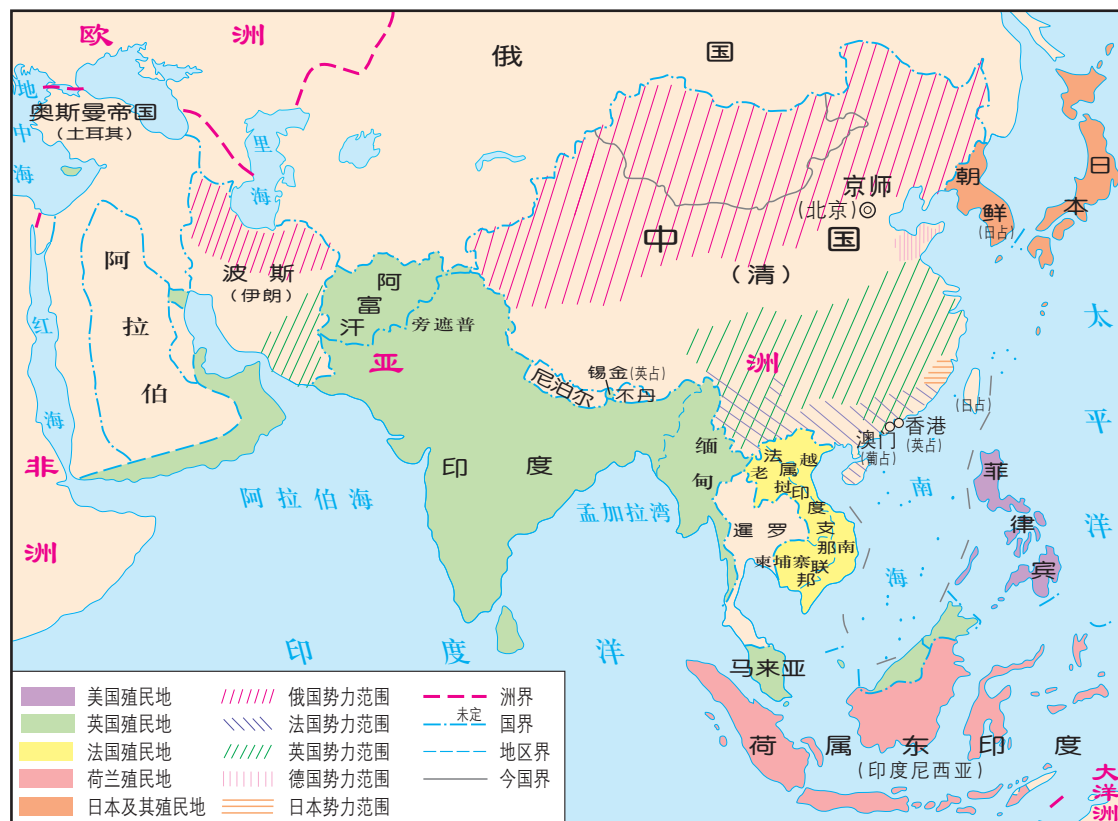 欧洲
俄国
地中海
奥斯曼帝国
(土耳其)
里海
京师
(北京)
朝鲜
(日占)
日本
中国
(清)
阿拉伯
波斯
(伊朗)
阿富汗
旁遮普
红海
亚洲
锡金(英占)
尼泊尔
不丹
(日占)
太平洋
澳门
(葡占)
香港
(英占)
缅甸
印度
非洲
阿拉伯海
孟加拉湾
法属印度支那联邦
老挝
越南
柬埔寨
暹罗
南海
菲律宾
印度洋
马来亚
荷属东印度
(印度尼西亚)
大洋洲
美国殖民地
英国殖民地
法国殖民地
荷兰殖民地
日本及其殖民地
俄国势力范围
法国势力范围
英国势力范围
德国势力范围
日本势力范围
洲界
未定
国界
地区界
今国界